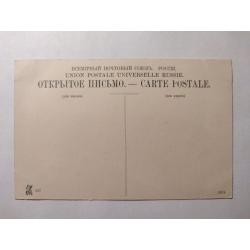 ВСЕМІРНЫЙ ПОЧТОВЫЙ СОЮЗЪ. РОССІЯ.
UNION POSTALE UNIVERSELLE RUSSIE.
ОТКРЫТОЕ ПИСЬМО. — CARTE POSTALE.